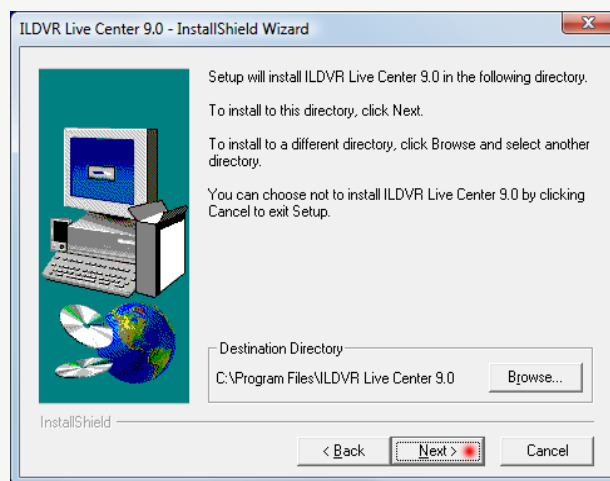 ILDVR Live Center 9.0 - InstallShield Wizard
Setup will install ILDVR Live Center 9.0 in the following directory.
To install to this directory, click Next.
To install to a different directory, click Browse and select another
directory.
You can choose not to install ILDVR Live Center 9.0 by clicking
Cancel to exit Setup.
Destination Directory
C:\Program Files\ILDVR Live Center 9.0
Browse...
InstallShield
< Back
Next >
Cancel